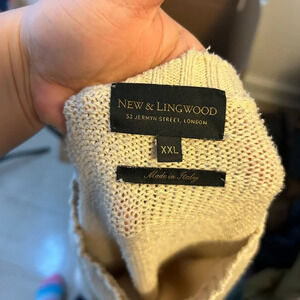 NEW & LINGWOOD
53 JERMYN STREET, LONDON
XXL
Made in Italy